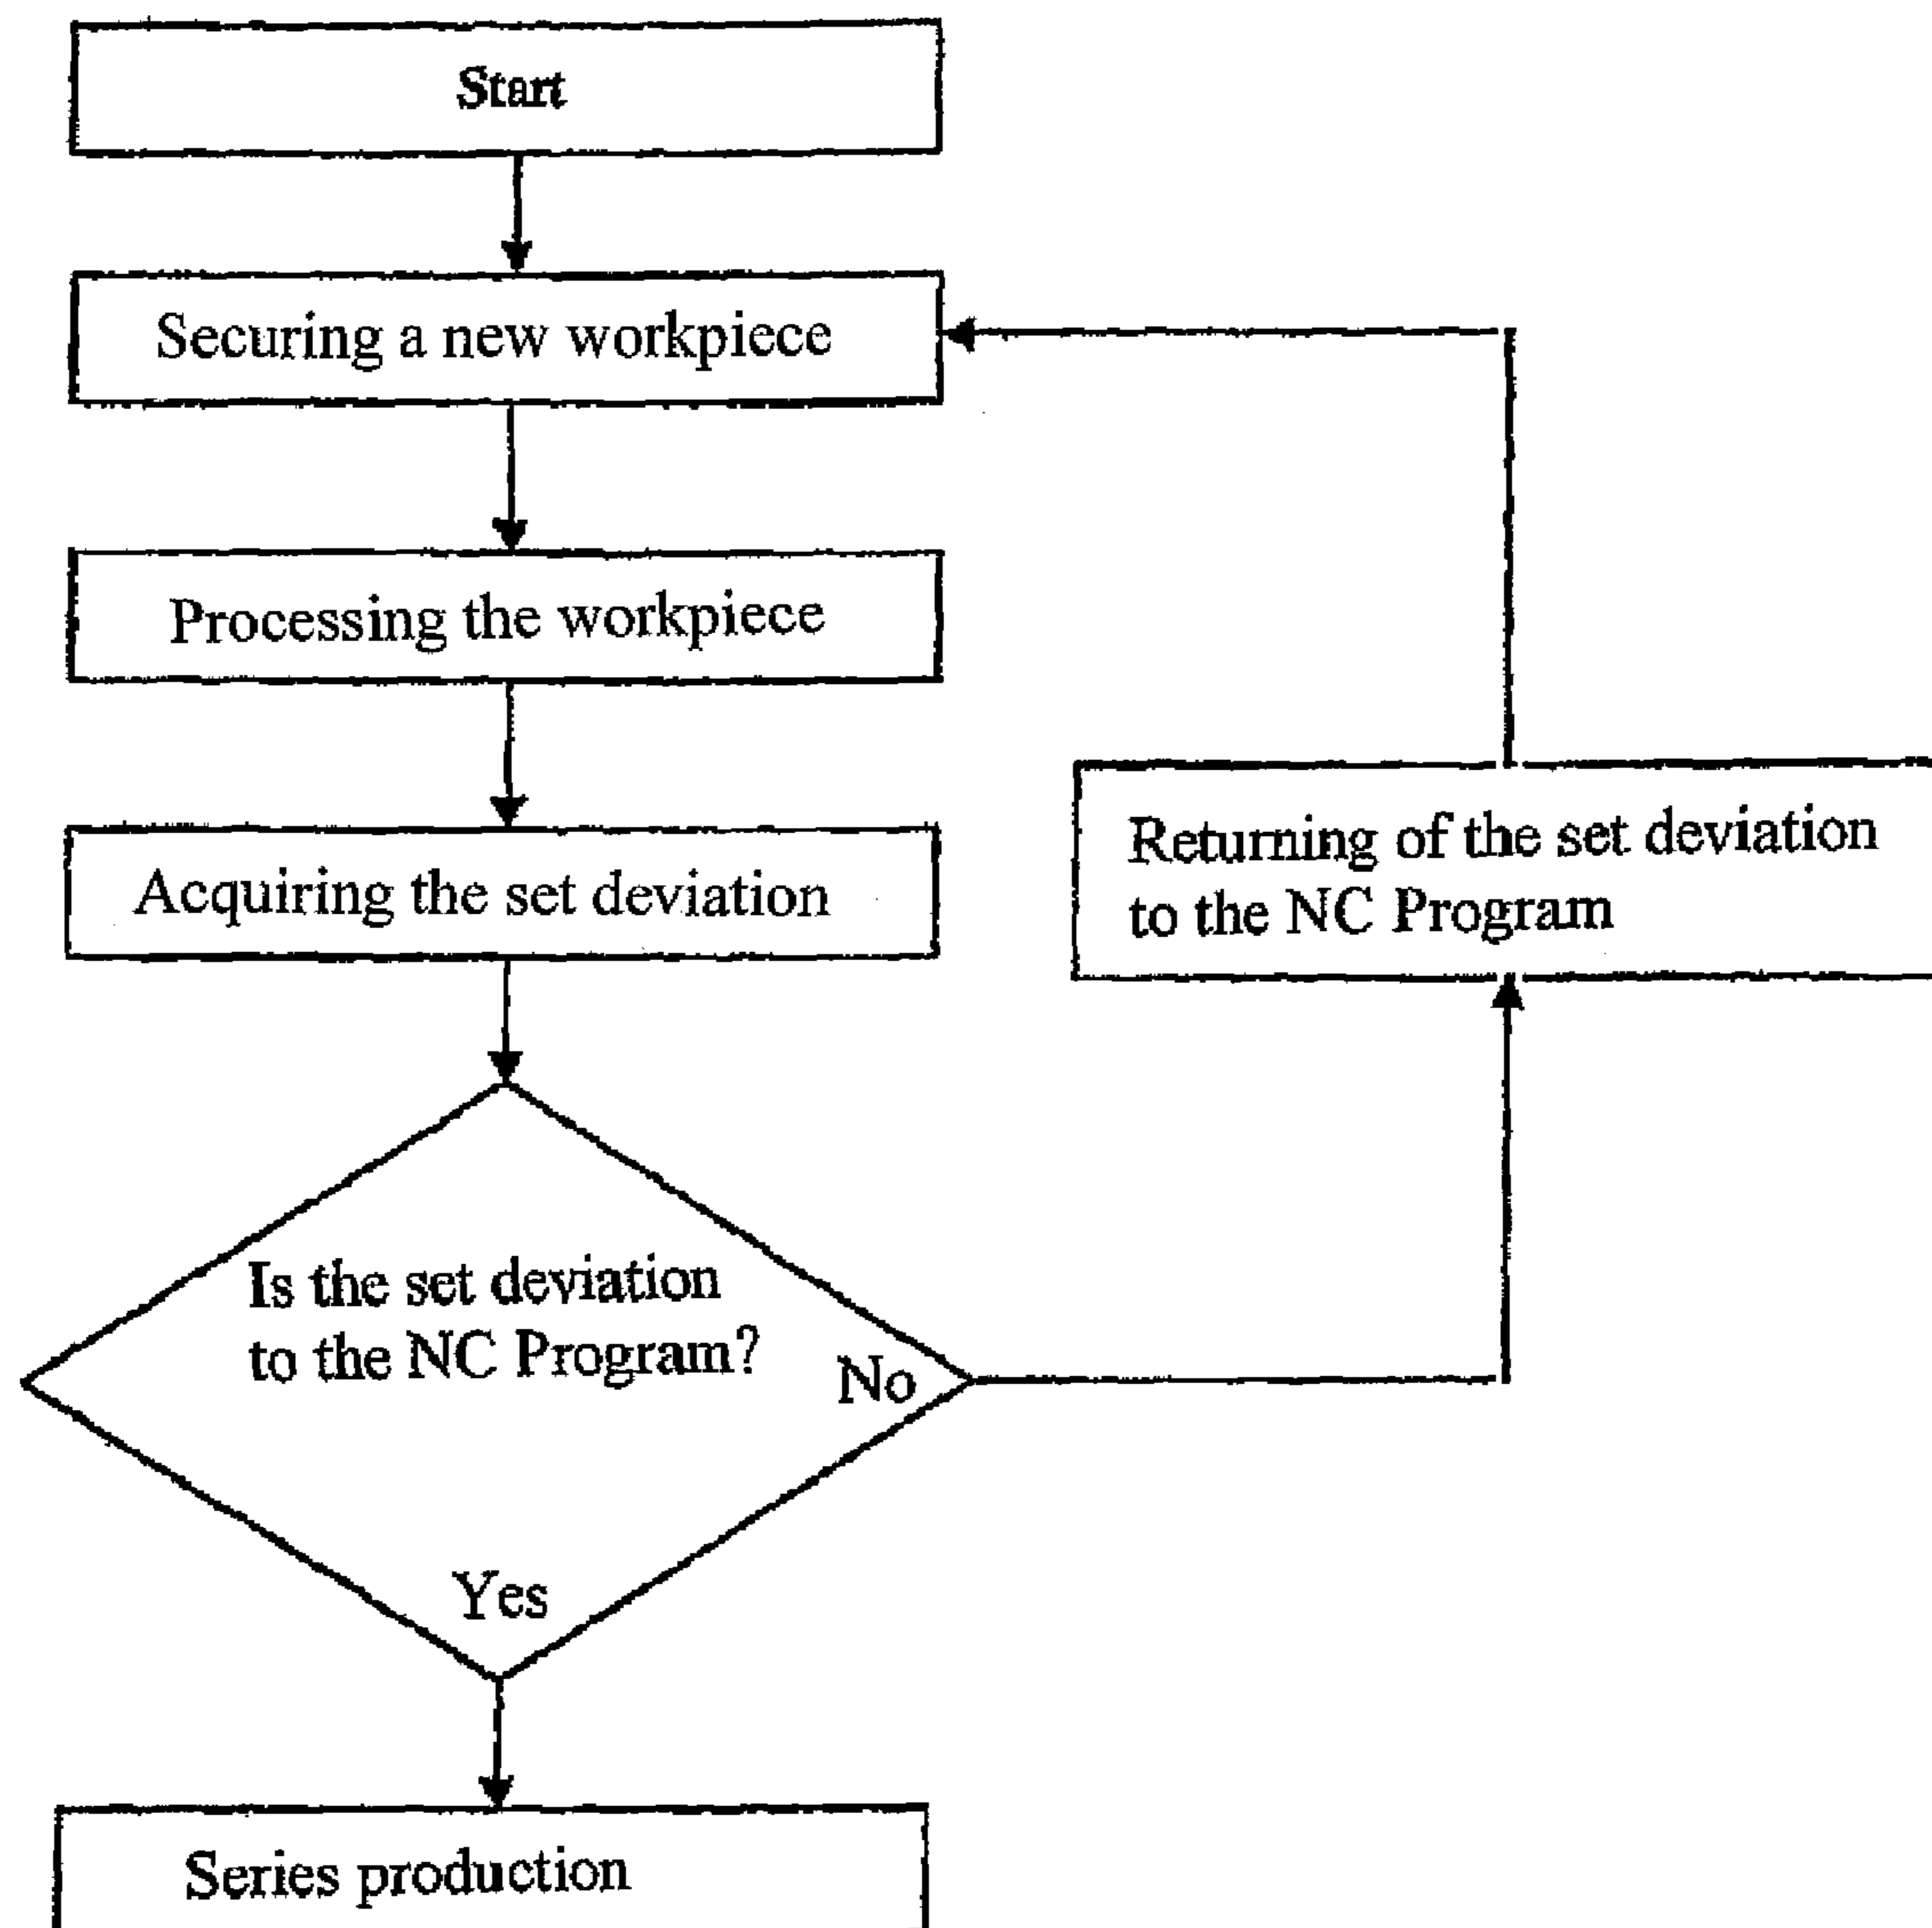 Start
Securing a new workpiece
Processing the workpiece
Acquiring the set deviation
Returning of the set deviation
to the NC Program
Is the set deviation
to the NC Program?
No
Yes
Series production